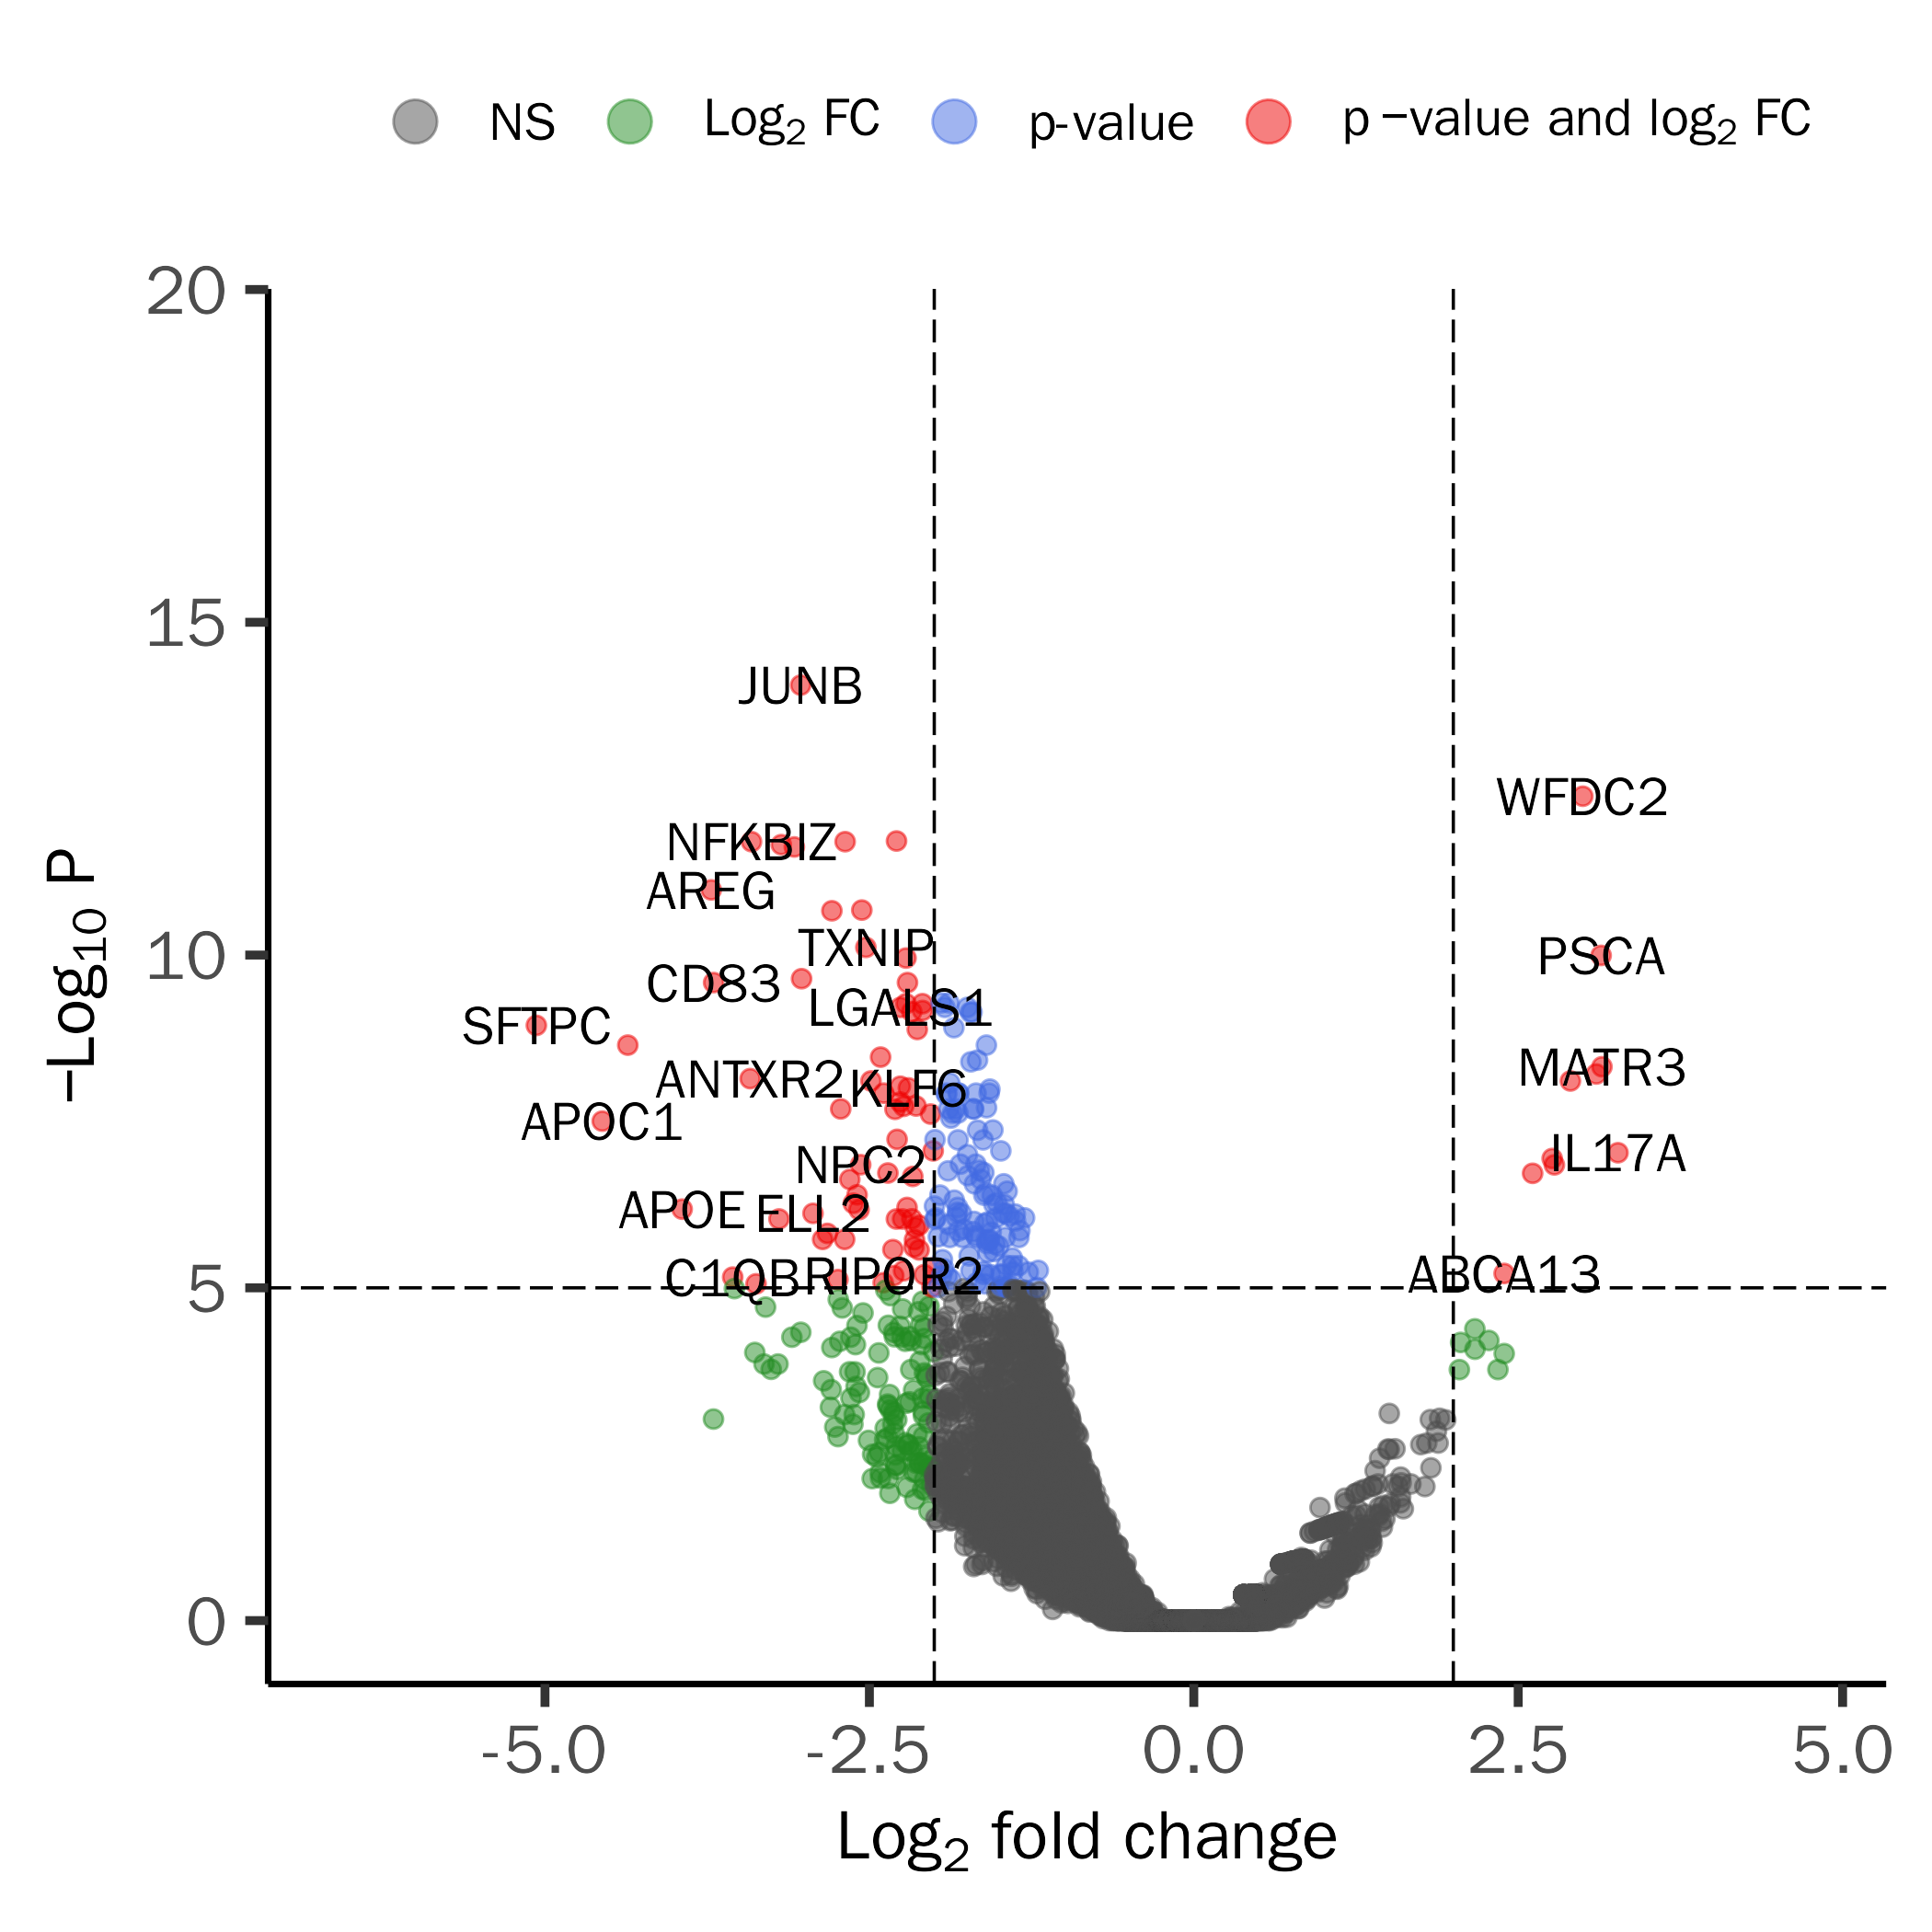 NS Log2 FC p-value p −value and log2 FC
20
15
10
5
0
−Log10 P
JUNB
WFDC2
NFKBIZ
AREG
TXNIP
PSCA
CD83
LGALS1
SFTPC
ANTXR2 KLF6
MATR3
APOC1
NPC2
IL17A
APOE ELL2
C1QB RIPOR2
ABCA13
-5.0 -2.5 0.0 2.5 5.0
Log2 fold change